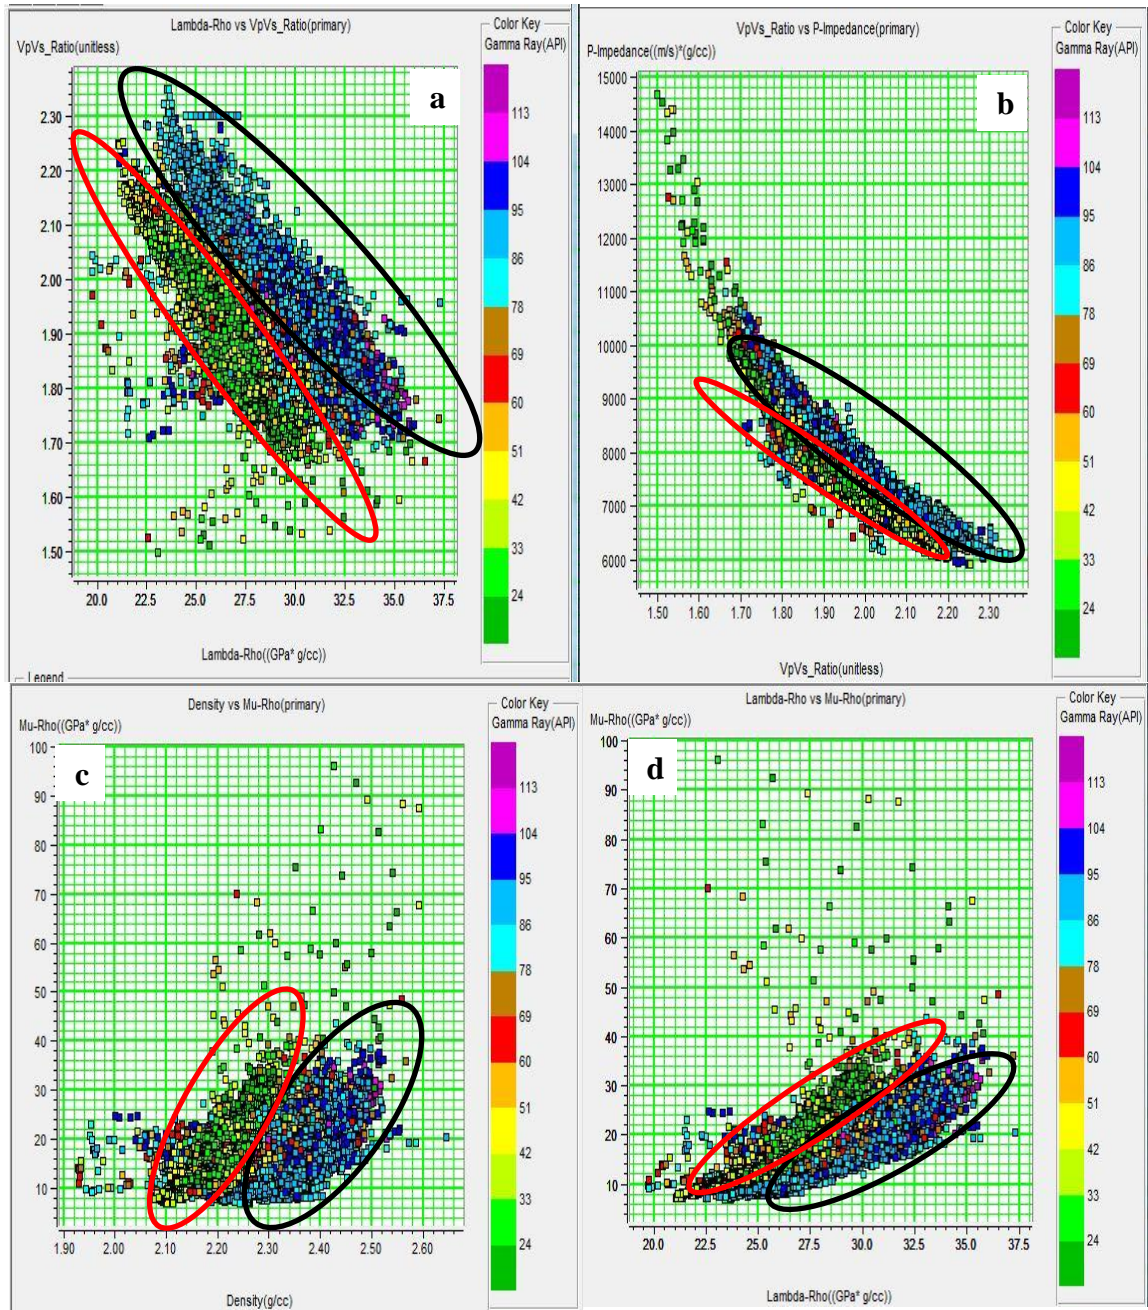 Lambda-Rho vs VpVs_Ratio(primary)
VpVs_Ratio(unitless)
a
2.30
2.20
2.10
2.00
1.90
1.80
1.70
1.60
1.50
20.0 22.5 25.0 27.5 30.0 32.5 35.0 37.5
Lambda-Rho((GPa* g/cc))
Color Key
Gamma Ray(API)
113
104
95
86
78
69
60
51
42
33
24
Legend
VpVs_Ratio vs P-Impedance(primary)
P-Impedance((m/s)*(g/cc))
b
15000
14000
13000
12000
11000
10000
9000
8000
7000
6000
1.50 1.60 1.70 1.80 1.90 2.00 2.10 2.20 2.30
VpVs_Ratio(unitless)
Color Key
Gamma Ray(API)
113
104
95
86
78
69
60
51
42
33
24
Density vs Mu-Rho(primary)
Mu-Rho((GPa* g/cc))
c
100
90
80
70
60
50
40
30
20
10
1.90 2.00 2.10 2.20 2.30 2.40 2.50 2.60
Density(g/cc)
Color Key
Gamma Ray(API)
113
104
95
86
78
69
60
51
42
33
24
Lambda-Rho vs Mu-Rho(primary)
Mu-Rho((GPa* g/cc))
d
100
90
80
70
60
50
40
30
20
10
20.0 22.5 25.0 27.5 30.0 32.5 35.0 37.5
Lambda-Rho((GPa* g/cc))
Color Key
Gamma Ray(API)
113
104
95
86
78
69
60
51
42
33
24